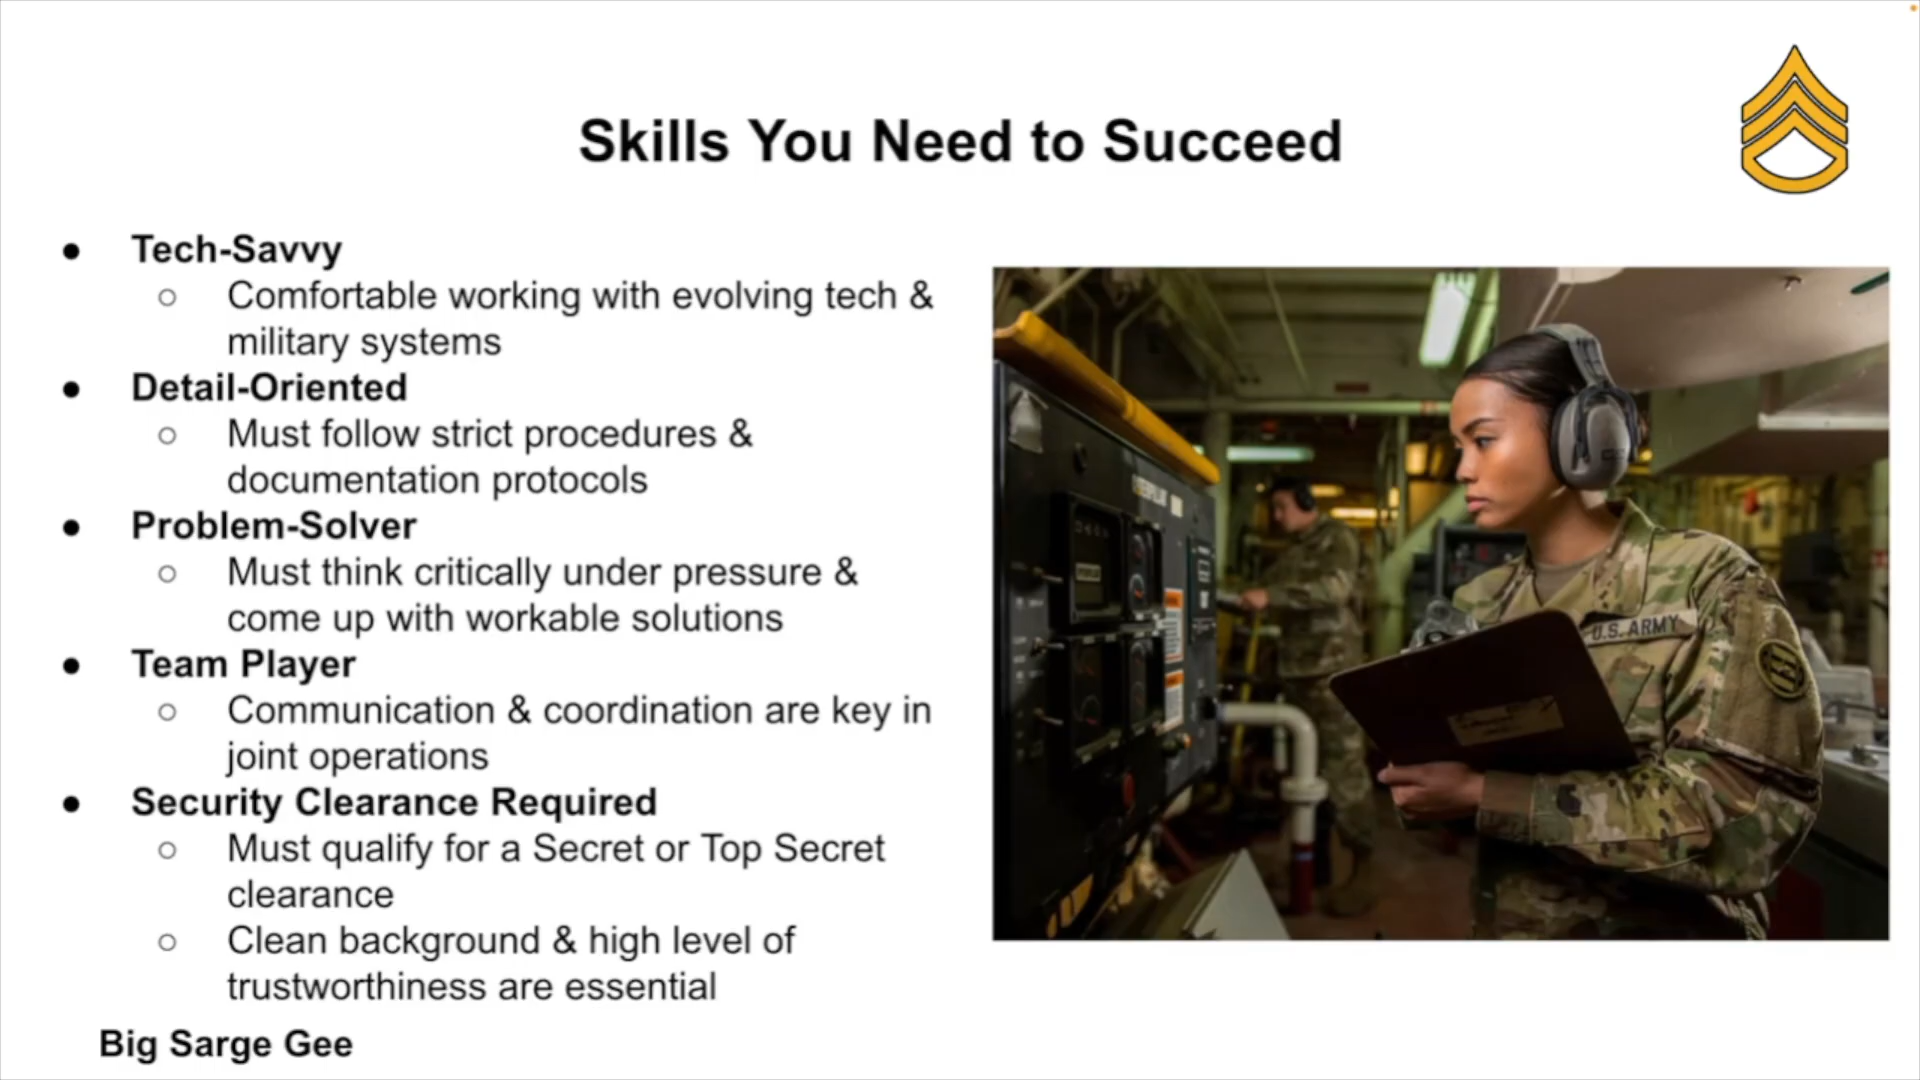 Skills You Need to Succeed
● Tech-Savvy
○ Comfortable working with evolving tech &
military systems
● Detail-Oriented
○ Must follow strict procedures &
documentation protocols
● Problem-Solver
○ Must think critically under pressure &
come up with workable solutions
● Team Player
○ Communication & coordination are key in
joint operations
● Security Clearance Required
○ Must qualify for a Secret or Top Secret
clearance
○ Clean background & high level of
trustworthiness are essential
Big Sarge Gee
U.S. ARMY